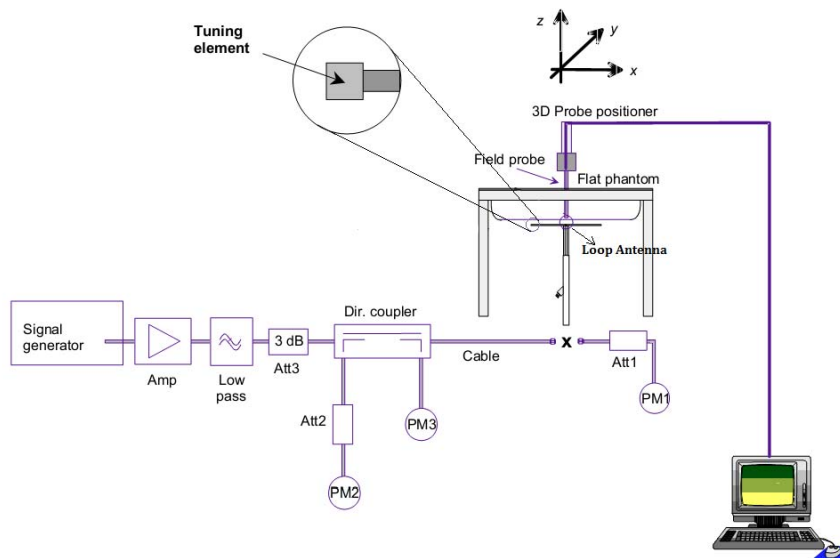 Tuning
element
z
y
x
3D Probe positioner
Field probe
Flat phantom
Loop Antenna
Dir. coupler
Signal
generator
3 dB
Att3
Cable
x
Att1
Amp
Low
pass
Att2
PM3
PM1
PM2